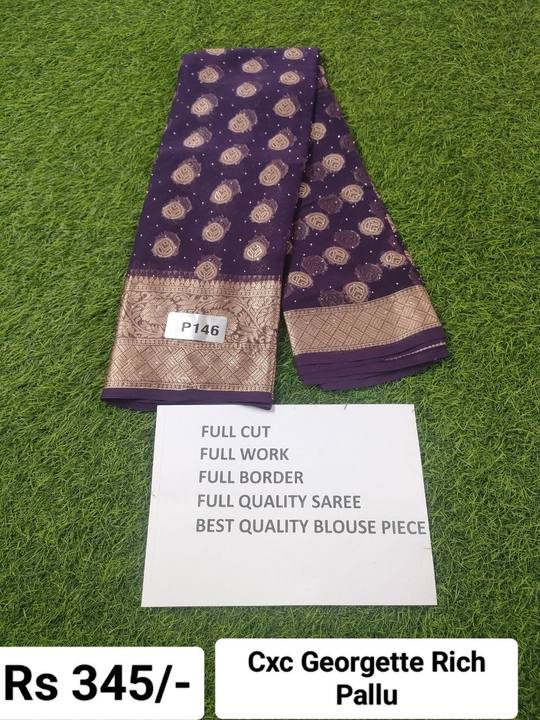 P146
FULL CUT
FULL WORK
FULL BORDER
FULL QUALITY SAREE
BEST QUALITY BLOUSE PIECE
Rs 345/-
Cxc Georgette Rich
Pallu